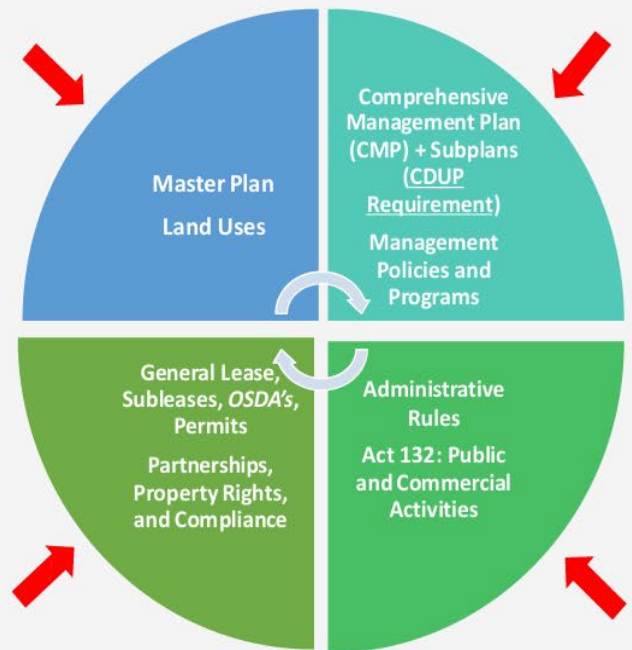 Master Plan
Land Uses
Comprehensive
Management Plan
(CMP) + Subplans
(CDUP
Requirement)
Management
Policies and
Programs
General Lease,
Subleases, OSDA's,
Permits
Partnerships,
Property Rights,
and Compliance
Administrative
Rules
Act 132: Public
and Commercial
Activities